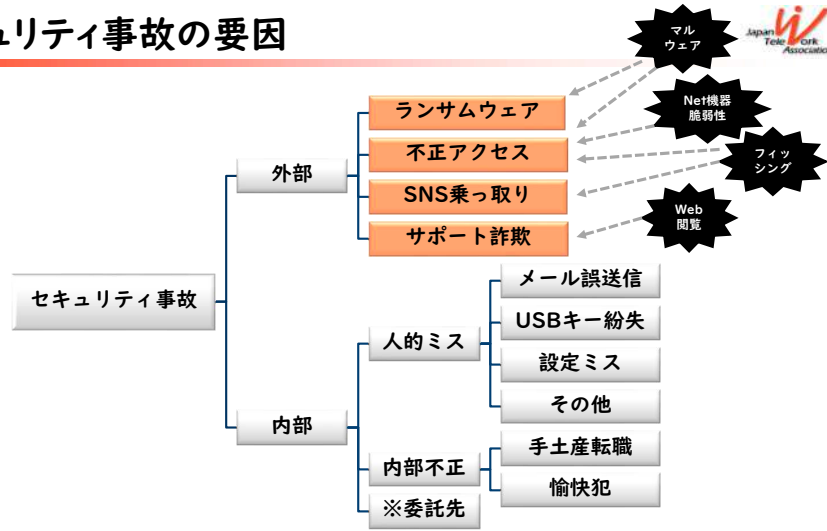 ュリティ事故の要因
Japan
Tele Work
Association
マル
ウェア
Net機器
脆弱性
フィッ
シング
Web
閲覧
ランサムウェア
不正アクセス
外部
SNS乗っ取り
サポート詐欺
セキュリティ事故
メール誤送信
USBキー紛失
人的ミス
設定ミス
その他
内部
手土産転職
内部不正
愉快犯
※委託先